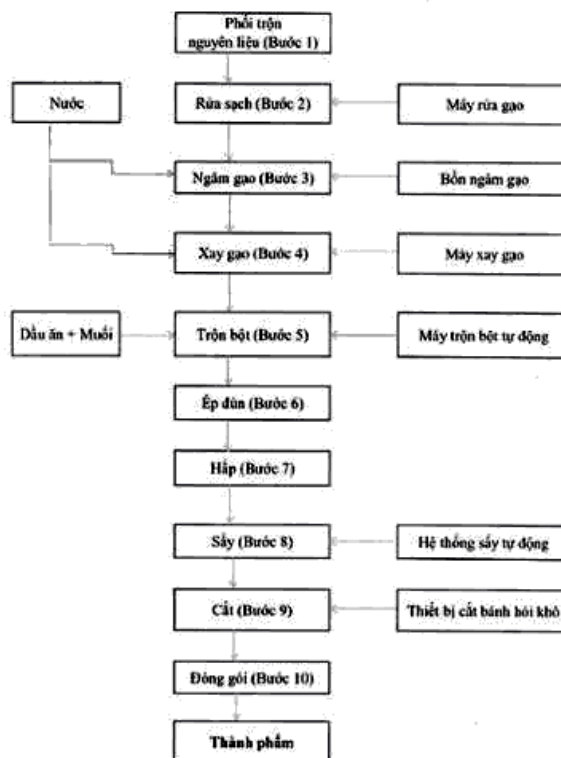 Phối trộn
nguyên liệu (Bước 1)
Nước
Rửa sạch (Bước 2)
Máy rửa gạo
Ngâm gạo (Bước 3)
Bồn ngâm gạo
Xay gạo (Bước 4)
Máy xay gạo
Dầu ăn + Muối
Trộn bột (Bước 5)
Máy trộn bột tự động
Ép đùn (Bước 6)
Hấp (Bước 7)
Sấy (Bước 8)
Hệ thống sấy tự động
Cắt (Bước 9)
Thiết bị cắt bánh hỏi khô
Đóng gói (Bước 10)
Thành phẩm